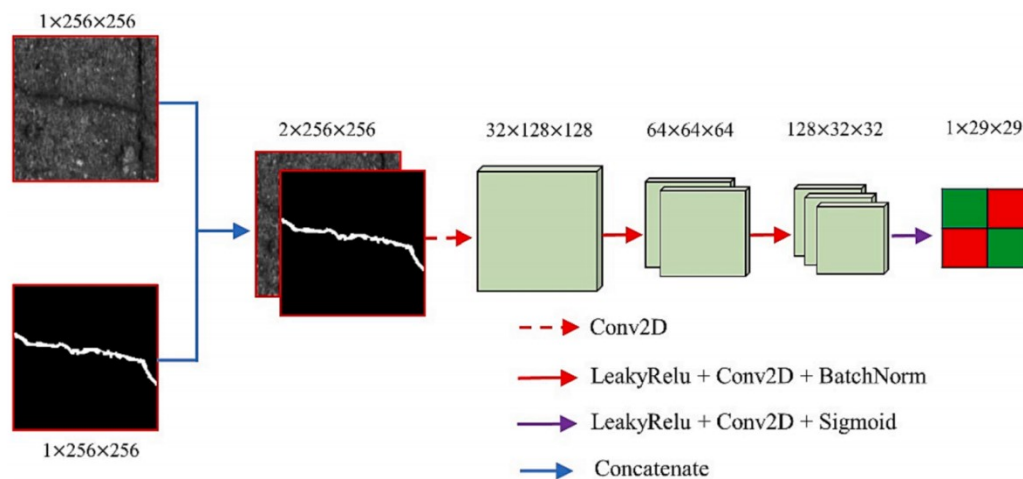 1×256×256
2×256×256
32×128×128
64×64×64
128×32×32
1×29×29
1×256×256
Conv2D
LeakyRelu + Conv2D + BatchNorm
LeakyRelu + Conv2D + Sigmoid
Concatenate